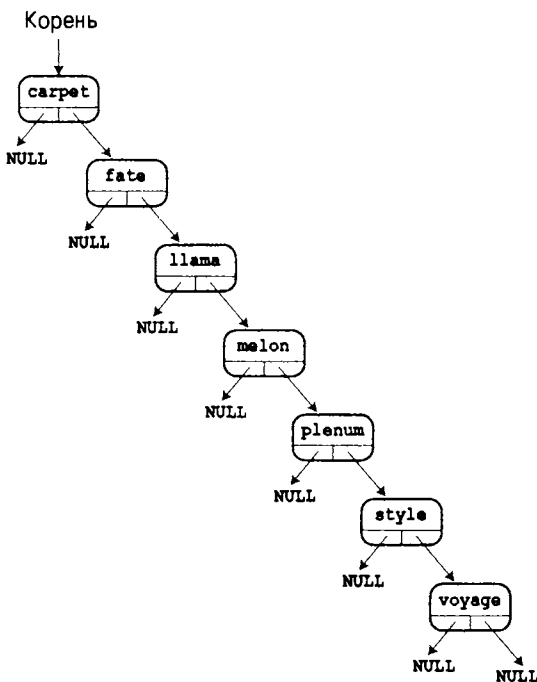 Корень
carpet
NULL
fate
NULL
llama
NULL
melon
NULL
plenum
NULL
style
NULL
voyage
NULL
NULL